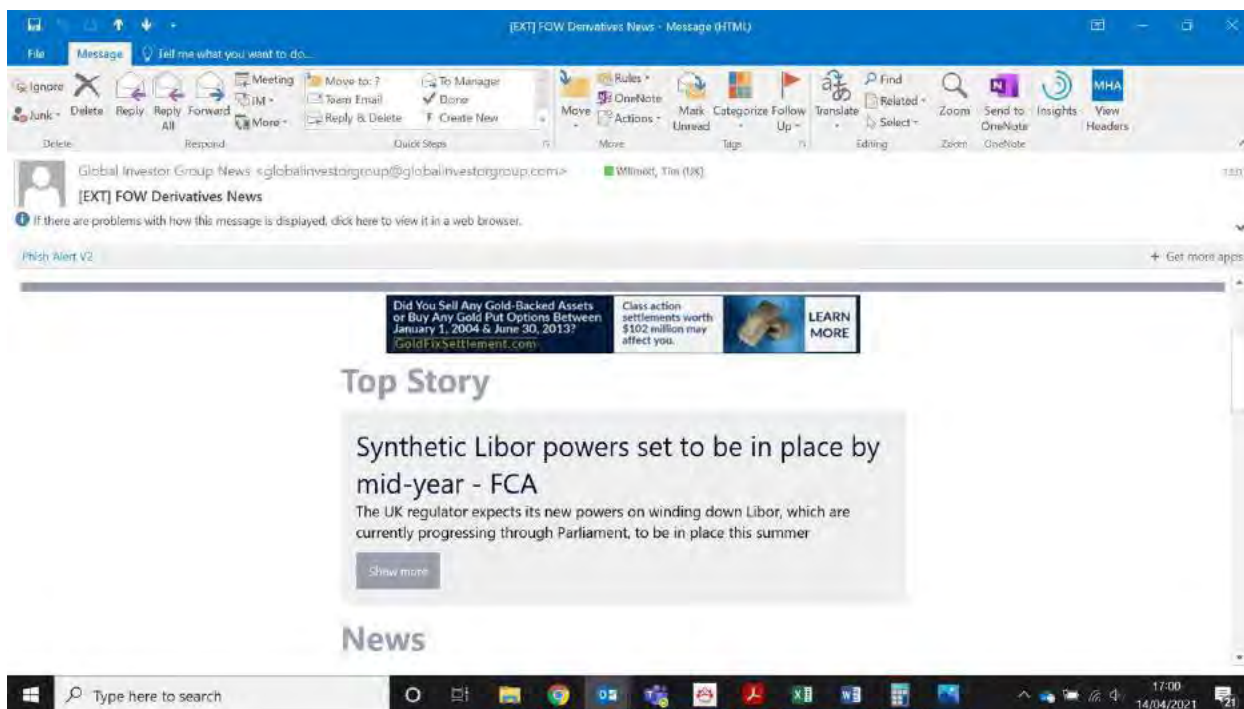 [EXT] FOW Derivatives News - Message (HTML)
File Message Tell me what you want to do...
Ignore
Junk
Delete
Reply
Reply All
Forward
Meeting
IM
More
Move to: ?
Team Email
Reply & Delete
To Manager
Done
Create New
Move
Rules
OneNote
Actions
Mark Unread
Categorize
Follow Up
Translate
Find
Related
Select
Zoom
Send to OneNote
Insights
MHA
View Headers
Delete Respond Quick Steps Move Tags Editing Zoom OneNote
Global Investor Group News <globalinvestorgroup@globalinvestorgroup.com> Willmott, Tim (UK)
[EXT] FOW Derivatives News
If there are problems with how this message is displayed, click here to view it in a web browser.
Phish Alert V2 + Get more apps
Did You Sell Any Gold-Backed Assets
or Buy Any Gold Put Options Between
January 1, 2004 & June 30, 2013?
GoldFixSettlement.com
Class action
settlements worth
$102 million may
affect you.
LEARN
MORE
Top Story
Synthetic Libor powers set to be in place by
mid-year - FCA
The UK regulator expects its new powers on winding down Libor, which are
currently progressing through Parliament, to be in place this summer
Show more
News
Type here to search
17:00
14/04/2021
21